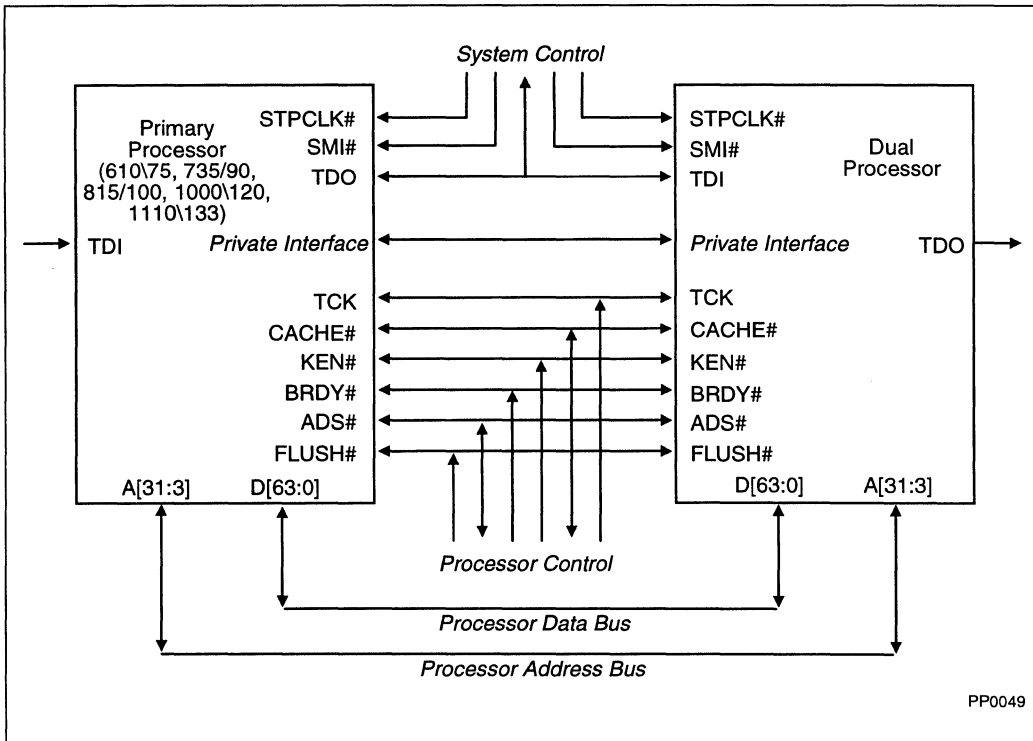 System Control
Primary
Processor
(610\75, 735/90,
815/100, 1000\120,
1110\133)
STPCLK#
SMI#
TDO
TDI
Private Interface
TCK
CACHE#
KEN#
BRDY#
ADS#
FLUSH#
A[31:3]
D[63:0]
STPCLK#
SMI#
TDI
Dual
Processor
Private Interface
TDO
TCK
CACHE#
KEN#
BRDY#
ADS#
FLUSH#
D[63:0]
A[31:3]
Processor Control
Processor Data Bus
Processor Address Bus
PP0049